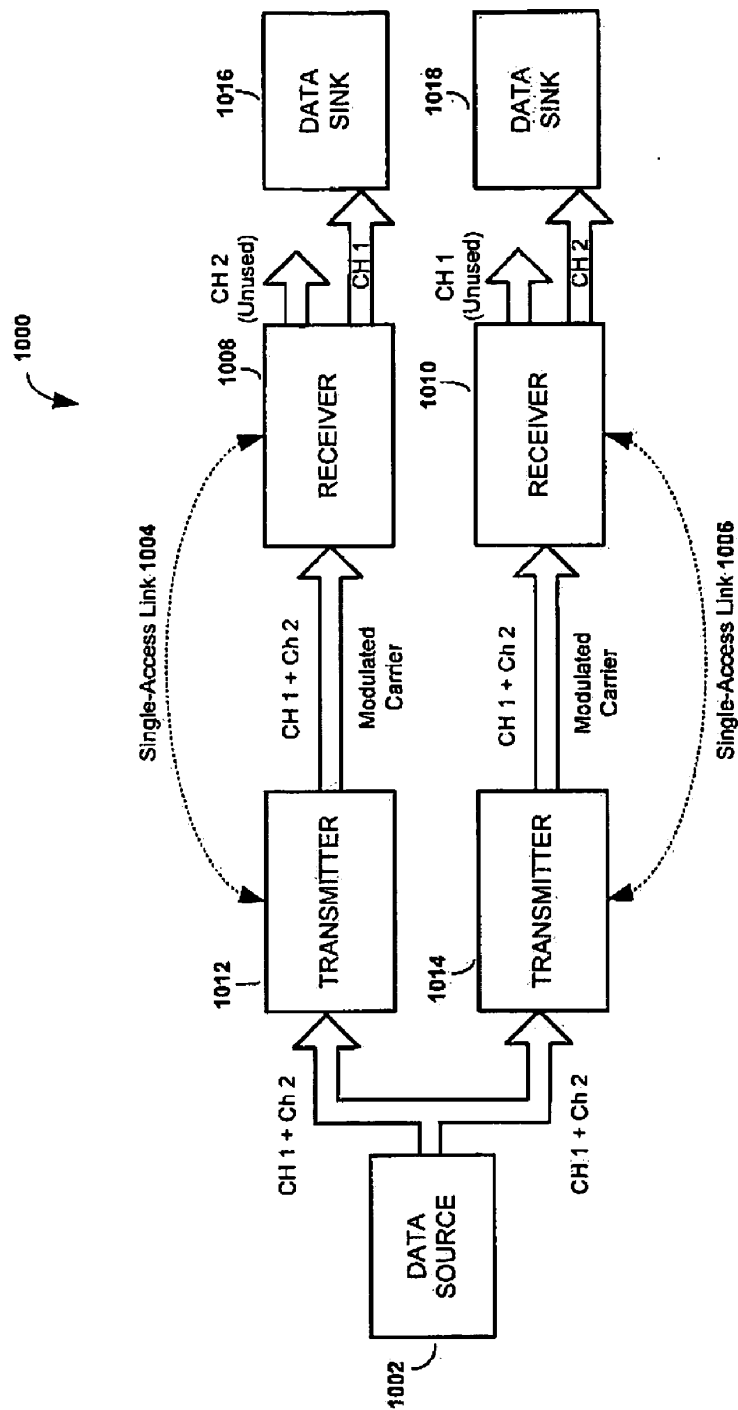 1000
Single-Access Link 1004
1002
DATA
SOURCE
CH 1 + Ch 2
CH 1 + Ch 2
1012
TRANSMITTER
CH 1 + Ch 2
Modulated
Carrier
1008
RECEIVER
CH 2
(Unused)
CH 1
1016
DATA
SINK
1014
TRANSMITTER
CH 1 + Ch 2
Modulated
Carrier
1010
RECEIVER
CH 1
(Unused)
CH 2
1018
DATA
SINK
Single-Access Link 1006